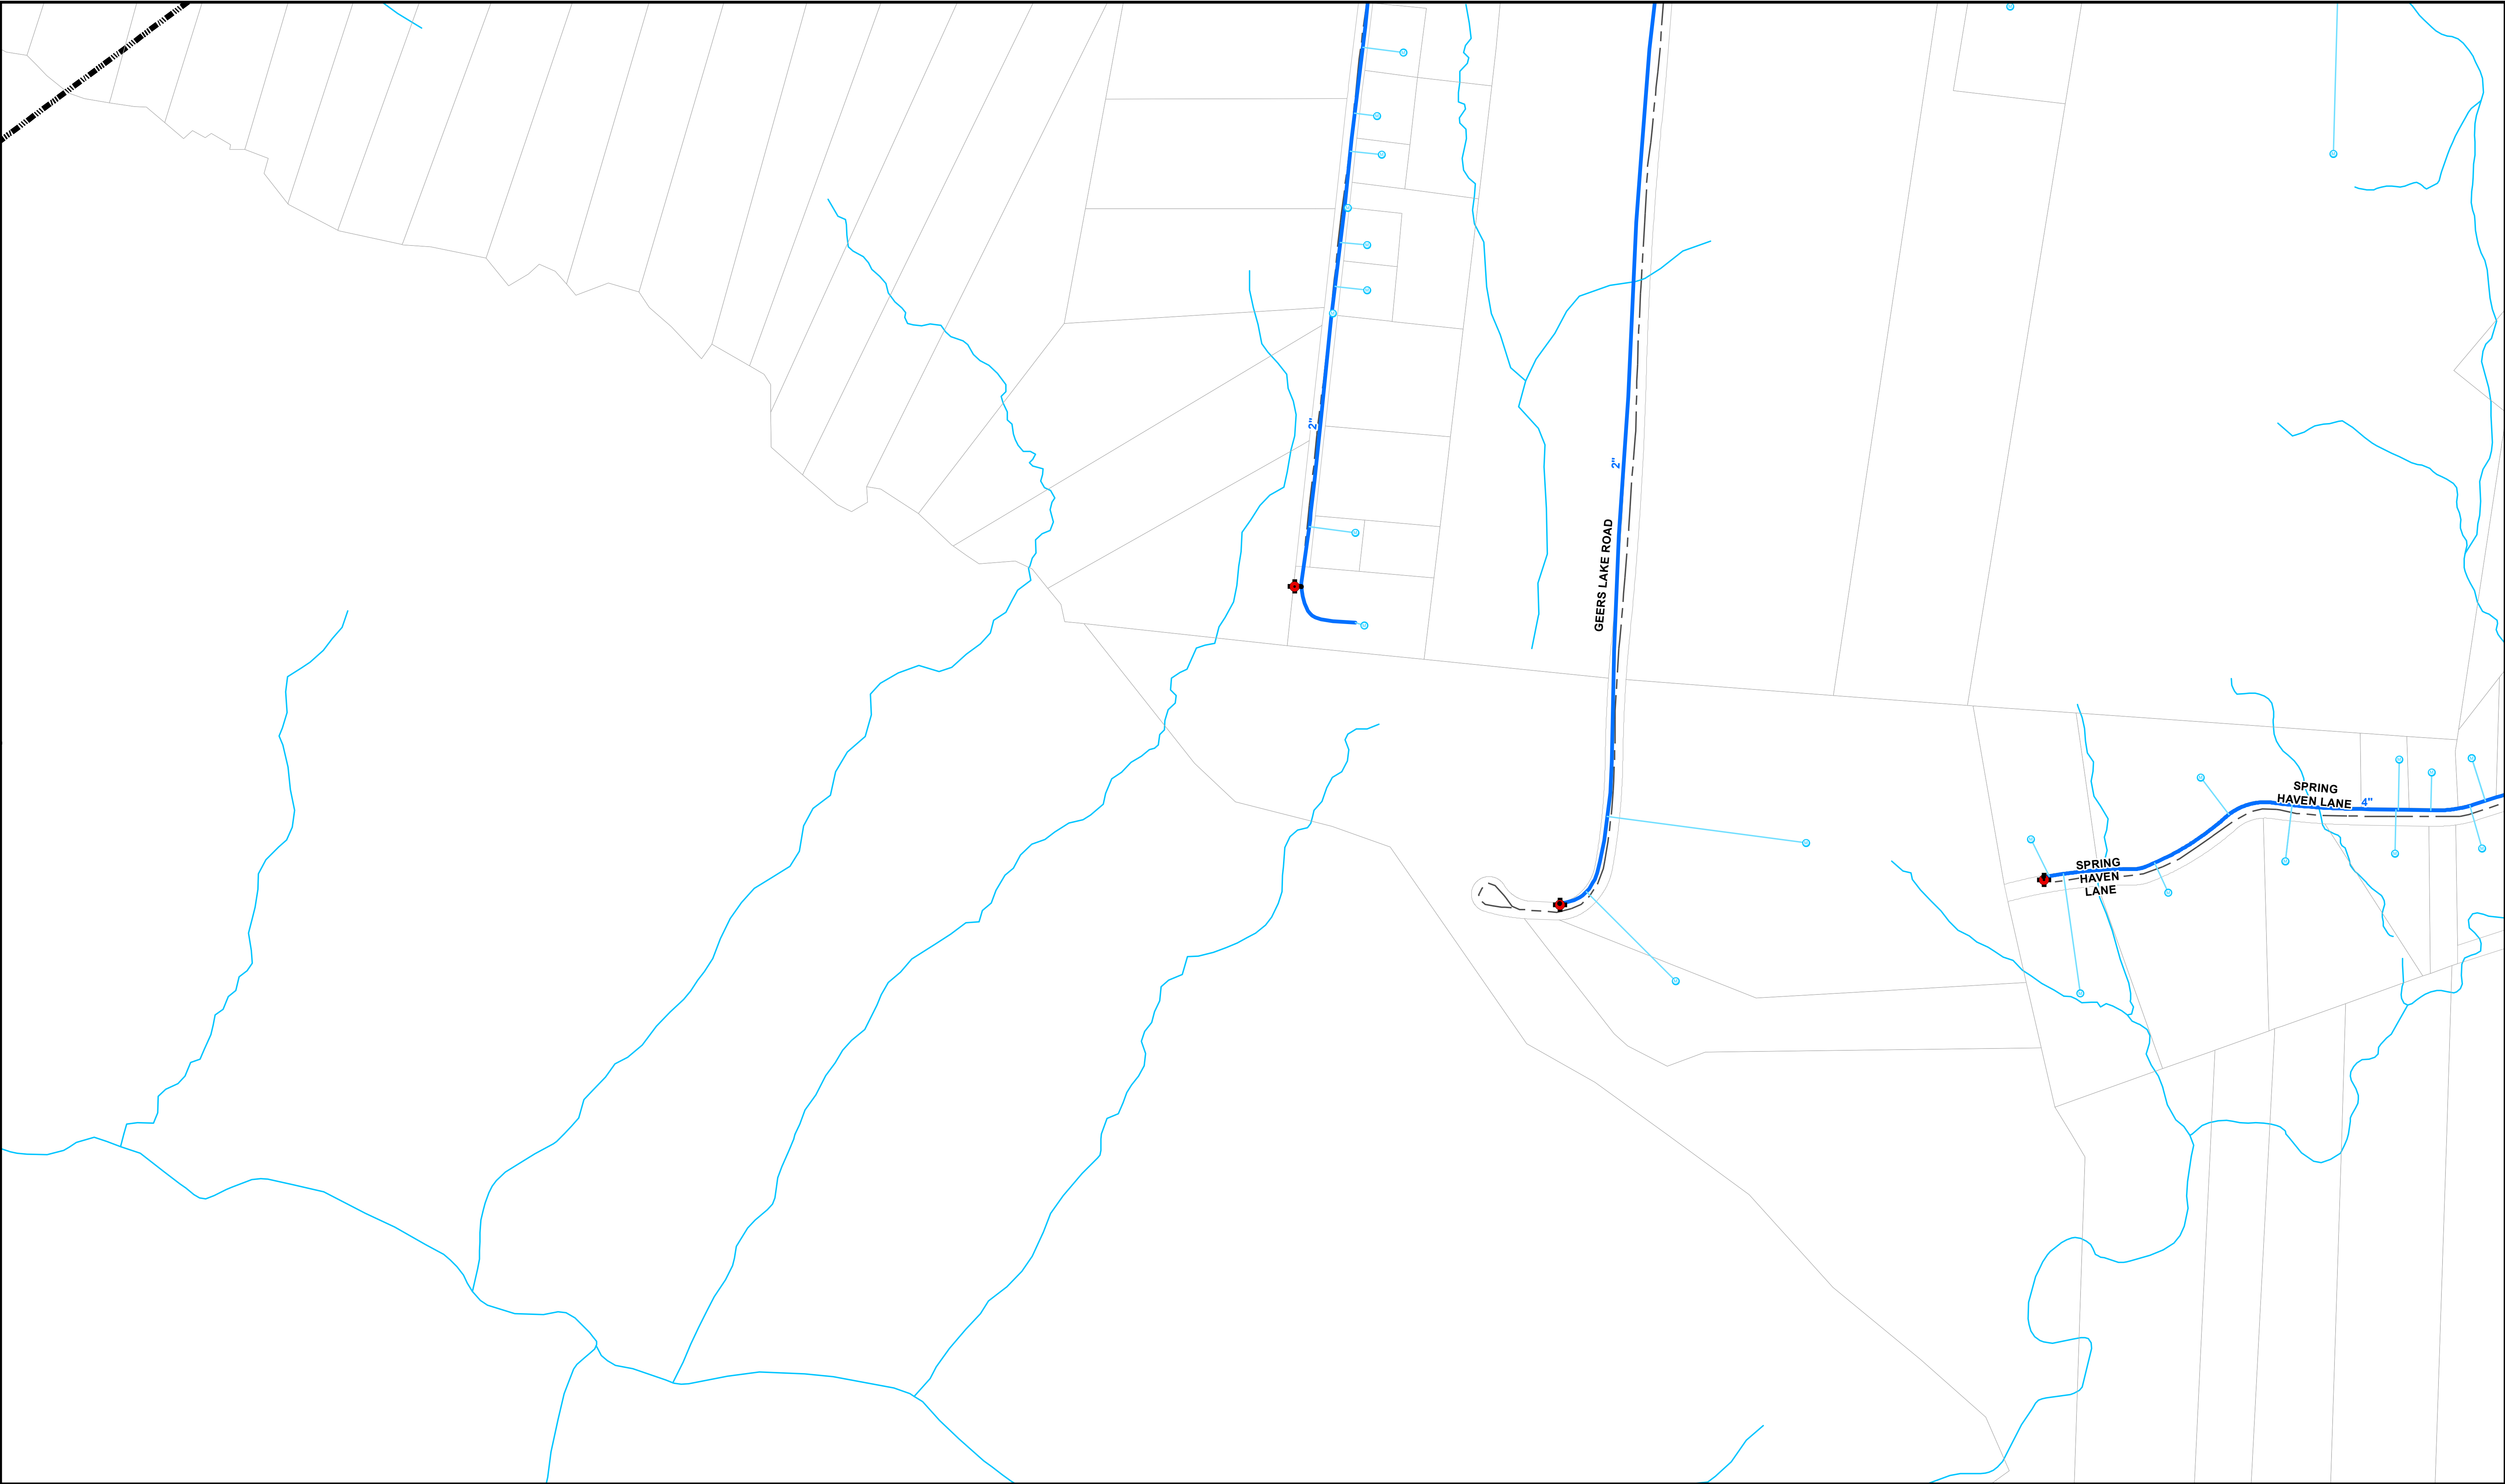 2"
2"
GEERS LAKE ROAD
SPRING
HAVEN LANE
4"
SPRING
HAVEN
LANE